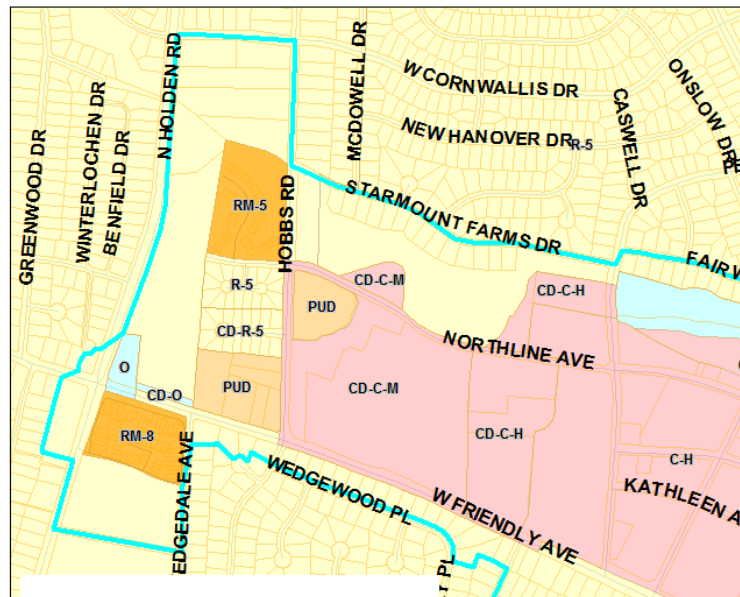 N HOLDEN RD
MCDOWELL DR
W CORNWALLIS DR
ONSLOW DR
CASWELL DR
NEW HANOVER DR
R-5
GREENWOOD DR
WINTERLOCHEN DR
BENFIELD DR
RM-5
HOBBS RD
STARMOUNT FARMS DR
FAIRW
R-5
CD-C-M
CD-C-H
PUD
CD-R-5
NORTHLINE AVE
O
CD-O
PUD
CD-C-M
CD-C-H
RM-8
C-H
WEDGEWOOD PL
W FRIENDLY AVE
KATHLEEN A
EDGEDALE AVE
Y PL